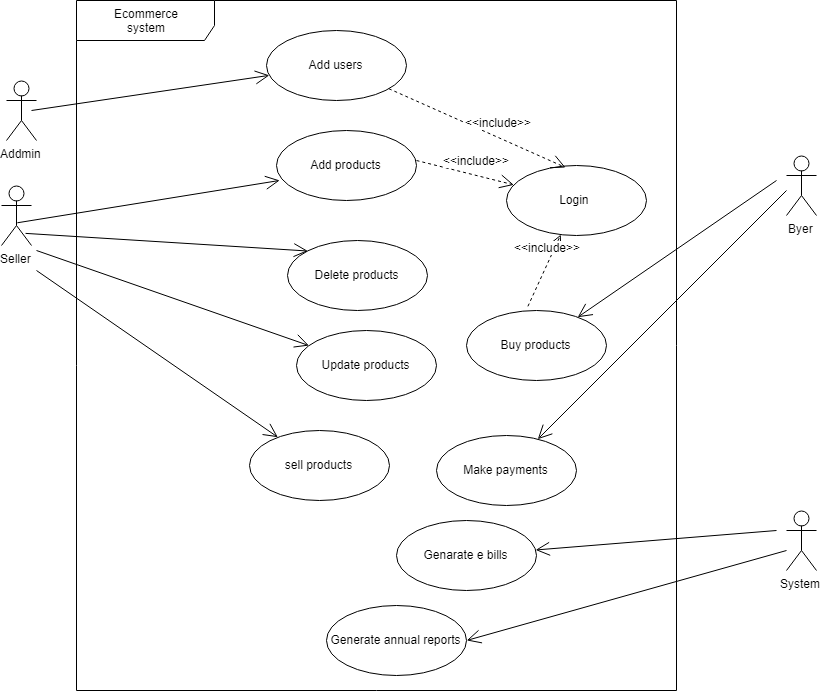 Ecommerce
system
Add users
<<include>>
Addmin
Add products
<<include>>
Login
Byer
Seller
<<include>>
Delete products
Buy products
Update products
sell products
Make payments
Genarate e bills
System
Generate annual reports